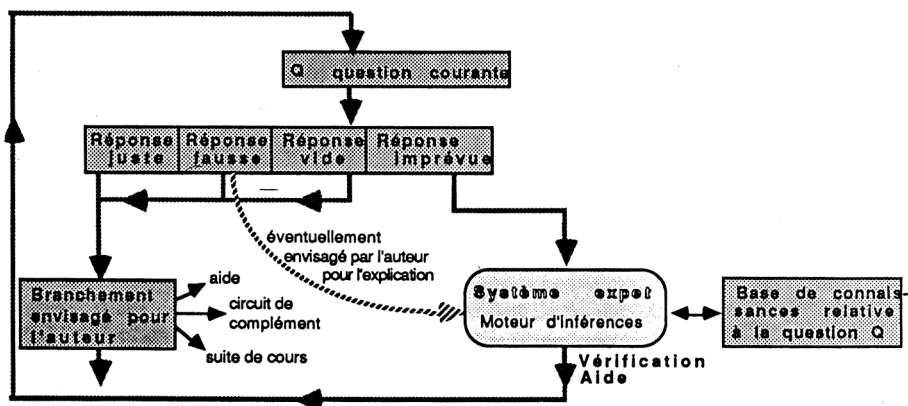 Q question courante
Réponse juste
Réponse fausse
Réponse vide
Réponse imprévue
éventuellement
envisagé par l'auteur
pour l'explication
Branchement
envisagé pour
l'auteur
aide
circuit de
complément
suite de cours
Système expet
Moteur d'inférences
Base de connais-
sances relative
à la question Q
Vérification
Aide